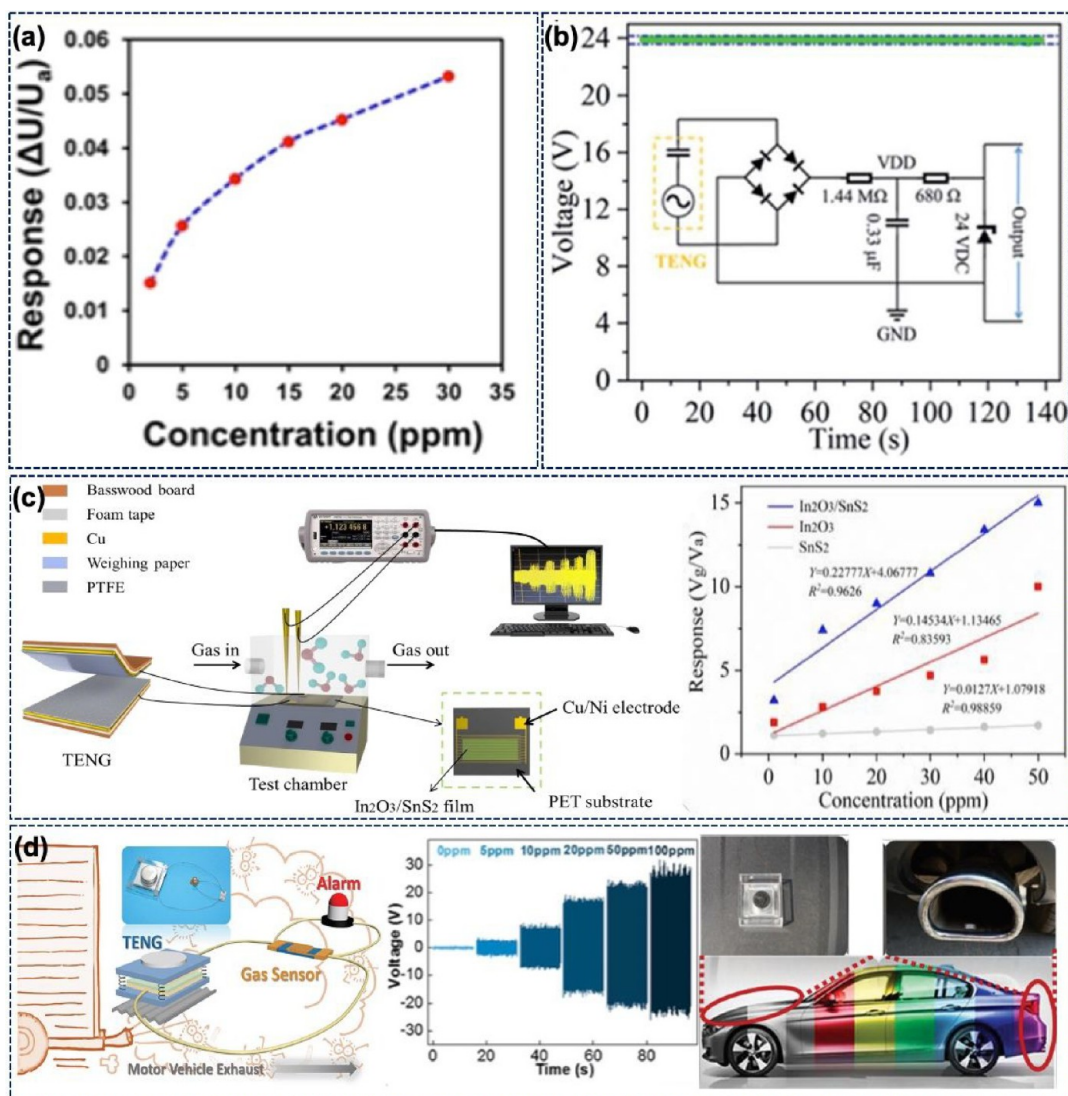 (a)
0.06
0.05
0.04
0.03
0.02
0.01
0
Response (ΔU/Ua)
0 5 10 15 20 25 30 35
Concentration (ppm)
(b)
24
20
16
12
8
4
0
Voltage (V)
TENG
VDD
1.44 MΩ
680 Ω
0.33 µF
24 VDC
Output
GND
0 20 40 60 80 100 120 140
Time (s)
(c)
Basswood board
Foam tape
Cu
Weighing paper
PTFE
Gas in
Gas out
TENG
Test chamber
Cu/Ni electrode
In2O3/SnS2 film
PET substrate
15
10
5
0
Response (Vg/Va)
In2O3/SnS2
In2O3
SnS2
Y=0.22777X+4.06777
R²=0.9626
Y=0.14534X+1.13465
R²=0.83593
Y=0.0127X+1.07918
R²=0.98859
0 10 20 30 40 50
Concentration (ppm)
(d)
TENG
Gas Sensor
Alarm
Motor Vehicle Exhaust
0ppm 5ppm 10ppm 20ppm 50ppm 100ppm
30
20
10
0
-10
-20
-30
Voltage (V)
0 20 40 60 80
Time (s)